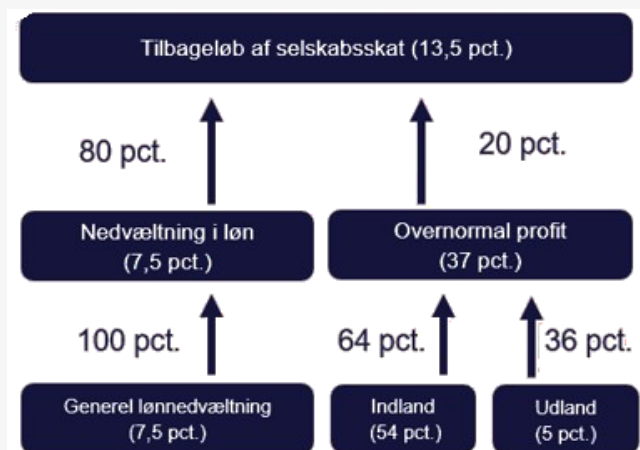 Tilbageløb af selskabsskat (13,5 pct.)
80 pct.
20 pct.
Nedvæltning i løn
(7,5 pct.)
Overnormal profit
(37 pct.)
100 pct.
64 pct.
36 pct.
Generel lønnedvæltning
(7,5 pct.)
Indland
(54 pct.)
Udland
(5 pct.)